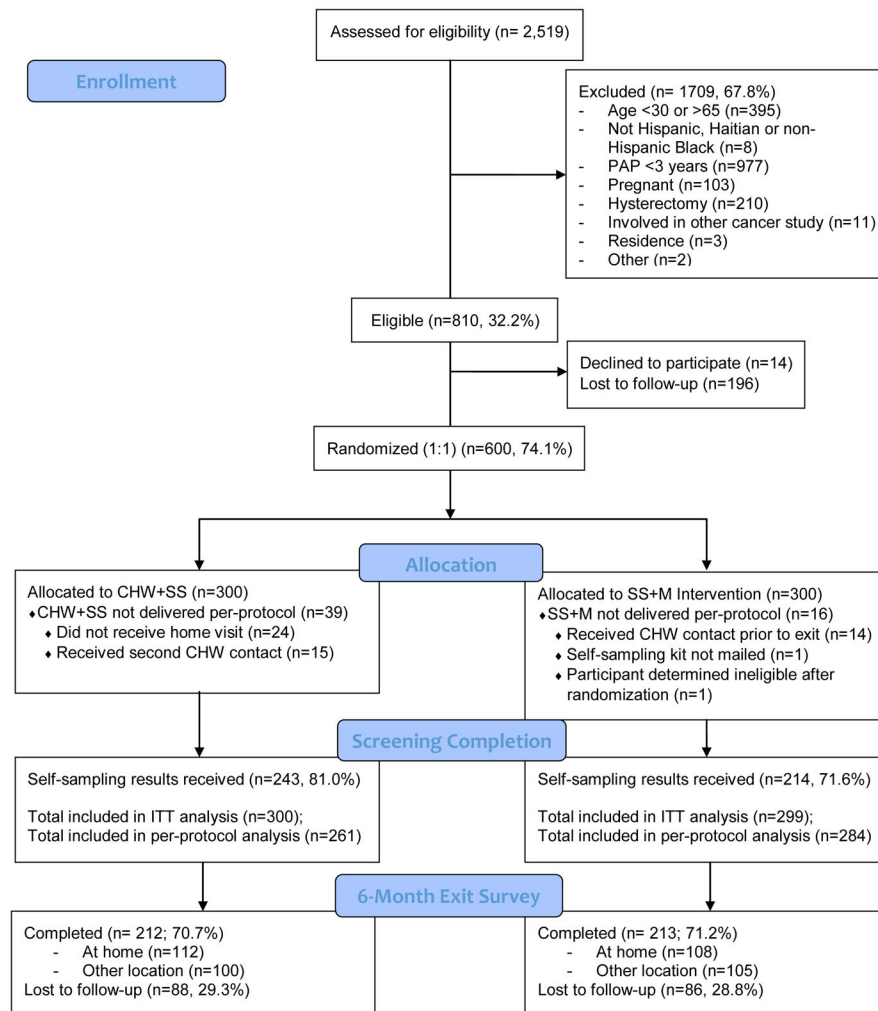 Assessed for eligibility (n= 2,519)
Enrollment
Excluded (n= 1709, 67.8%)
- Age <30 or >65 (n=395)
- Not Hispanic, Haitian or non-
Hispanic Black (n=8)
- PAP <3 years (n=977)
- Pregnant (n=103)
- Hysterectomy (n=210)
- Involved in other cancer study (n=11)
- Residence (n=3)
- Other (n=2)
Eligible (n=810, 32.2%)
Declined to participate (n=14)
Lost to follow-up (n=196)
Randomized (1:1) (n=600, 74.1%)
Allocation
Allocated to CHW+SS (n=300)
♦CHW+SS not delivered per-protocol (n=39)
♦ Did not receive home visit (n=24)
♦ Received second CHW contact (n=15)
Allocated to SS+M Intervention (n=300)
♦SS+M not delivered per-protocol (n=16)
♦ Received CHW contact prior to exit (n=14)
♦ Self-sampling kit not mailed (n=1)
♦ Participant determined ineligible after
randomization (n=1)
Screening Completion
Self-sampling results received (n=243, 81.0%)
Total included in ITT analysis (n=300);
Total included in per-protocol analysis (n=261)
Self-sampling results received (n=214, 71.6%)
Total included in ITT analysis (n=299);
Total included in per-protocol analysis (n=284)
6-Month Exit Survey
Completed (n= 212; 70.7%)
- At home (n=112)
- Other location (n=100)
Lost to follow-up (n=88, 29.3%)
Completed (n= 213; 71.2%)
- At home (n=108)
- Other location (n=105)
Lost to follow-up (n=86, 28.8%)